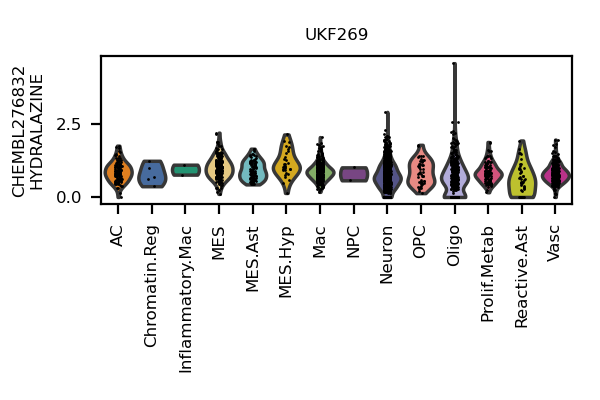 UKF269
CHEMBL276832
HYDRALAZINE
2.5
0.0
AC
Chromatin.Reg
Inflammatory.Mac
MES
MES.Ast
MES.Hyp
Mac
NPC
Neuron
OPC
Oligo
Prolif.Metab
Reactive.Ast
Vasc